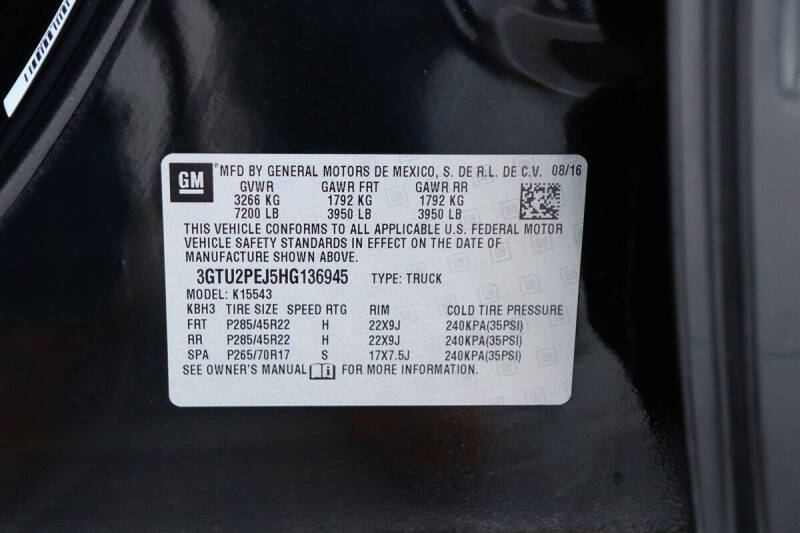 GM ® MFD BY GENERAL MOTORS DE MEXICO, S. DE R.L. DE C.V. 08/16
GVWR GAWR FRT GAWR RR
3266 KG 1792 KG 1792 KG
7200 LB 3950 LB 3950 LB
THIS VEHICLE CONFORMS TO ALL APPLICABLE U.S. FEDERAL MOTOR
VEHICLE SAFETY STANDARDS IN EFFECT ON THE DATE OF
MANUFACTURE SHOWN ABOVE.
3GTU2PEJ5HG136945 TYPE: TRUCK
MODEL: K15543
KBH3 TIRE SIZE SPEED RTG RIM COLD TIRE PRESSURE
FRT P285/45R22 H 22X9J 240KPA(35PSI)
RR P285/45R22 H 22X9J 240KPA(35PSI)
SPA P265/70R17 S 17X7.5J 240KPA(35PSI)
SEE OWNER'S MANUAL FOR MORE INFORMATION.